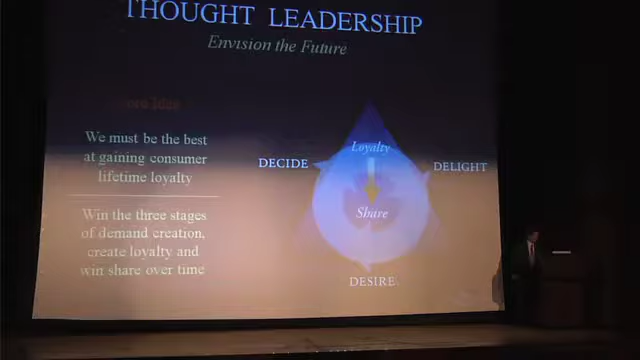 THOUGHT LEADERSHIP
Envision the Future
We must be the best
at gaining consumer
lifetime loyalty
Win the three stages
of demand creation,
create loyalty and
win share over time
Loyalty
DECIDE
DELIGHT
Share
DESIRE